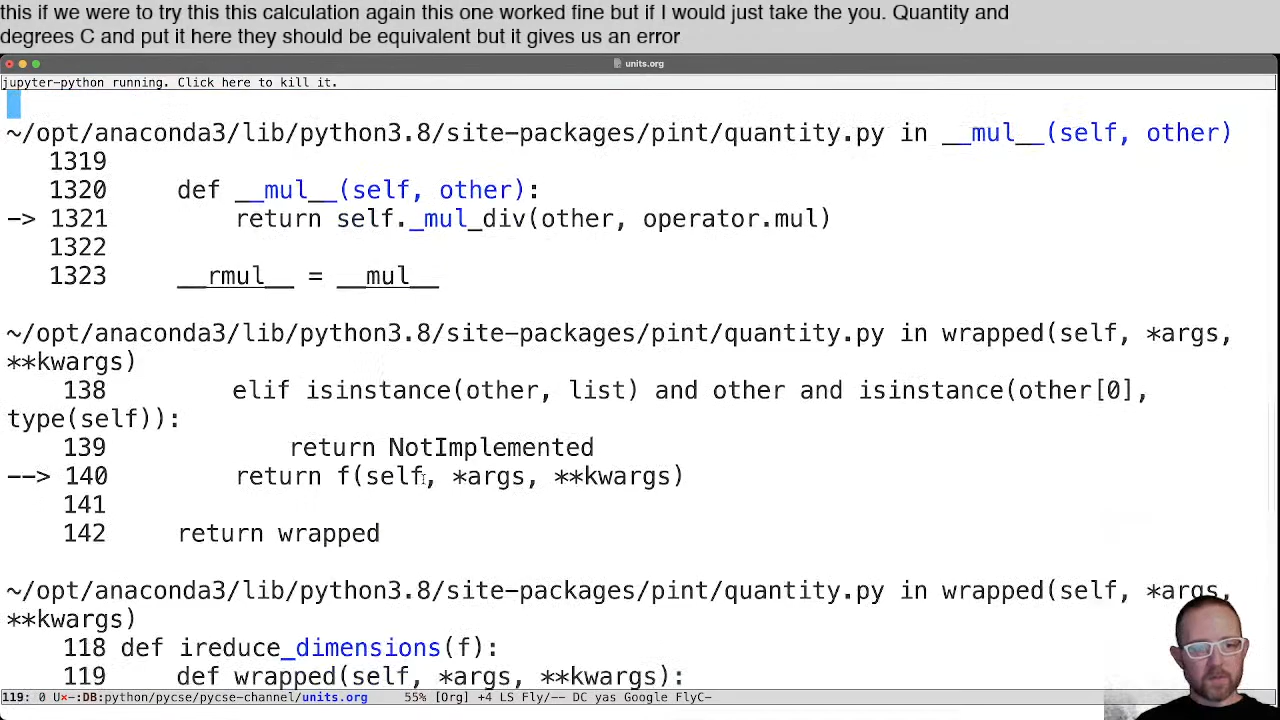 this if we were to try this this calculation again this one worked fine but if I would just take the you. Quantity and
degrees C and put it here they should be equivalent but it gives us an error
units.org
jupyter-python running. Click here to kill it.
~/opt/anaconda3/lib/python3.8/site-packages/pint/quantity.py in __mul__(self, other)
1319
1320 def __mul__(self, other):
-> 1321 return self._mul_div(other, operator.mul)
1322
1323 __rmul__ = __mul__
~/opt/anaconda3/lib/python3.8/site-packages/pint/quantity.py in wrapped(self, *args,
**kwargs)
138 elif isinstance(other, list) and other and isinstance(other[0],
type(self)):
139 return NotImplemented
--> 140 return f(self, *args, **kwargs)
141
142 return wrapped
~/opt/anaconda3/lib/python3.8/site-packages/pint/quantity.py in wrapped(self, *args,
**kwargs)
118 def ireduce_dimensions(f):
119 def wrapped(self, *args, **kwargs):
119: 0 U×-:DB:python/pycse/pycse-channel/units.org 55% [Org] +4 LS Fly/-- DC yas Google FlyC-